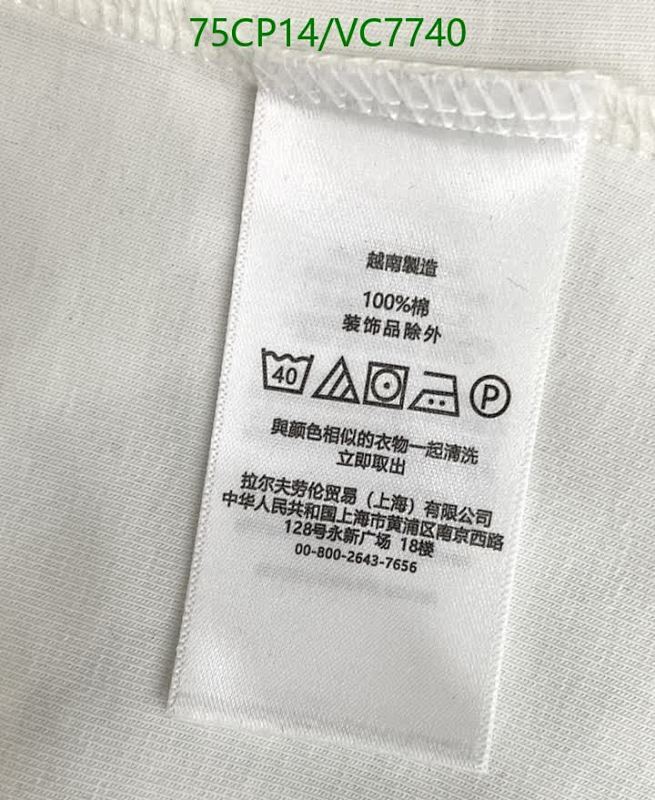 75CP14/VC7740
越南製造
100%棉
装饰品除外
40
P
與颜色相似的衣物一起清洗
立即取出
拉尔夫劳伦贸易（上海）有限公司
中华人民共和国上海市黄浦区南京西路
128号永新广场 18楼
00-800-2643-7656